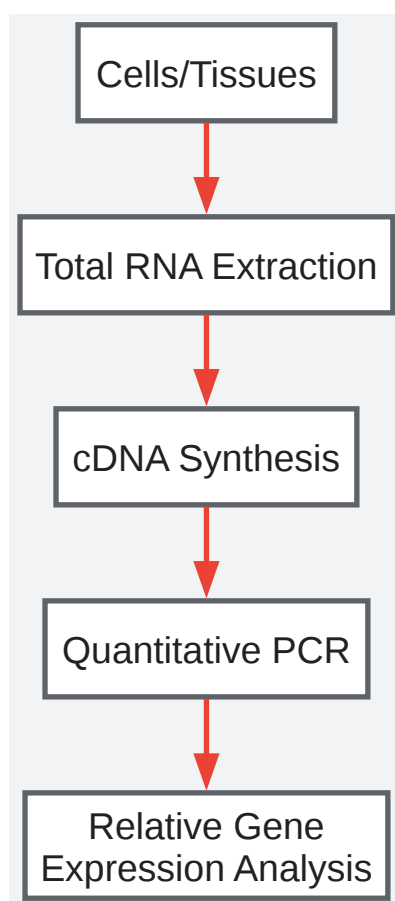 Cells/Tissues
Total RNA Extraction
cDNA Synthesis
Quantitative PCR
Relative Gene
Expression Analysis